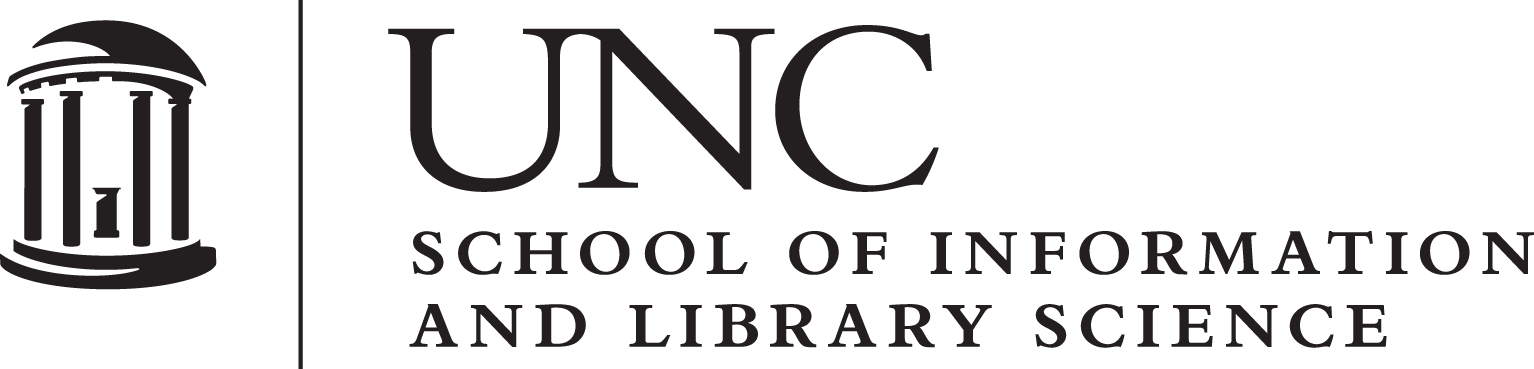 UNC
SCHOOL OF INFORMATION
AND LIBRARY SCIENCE